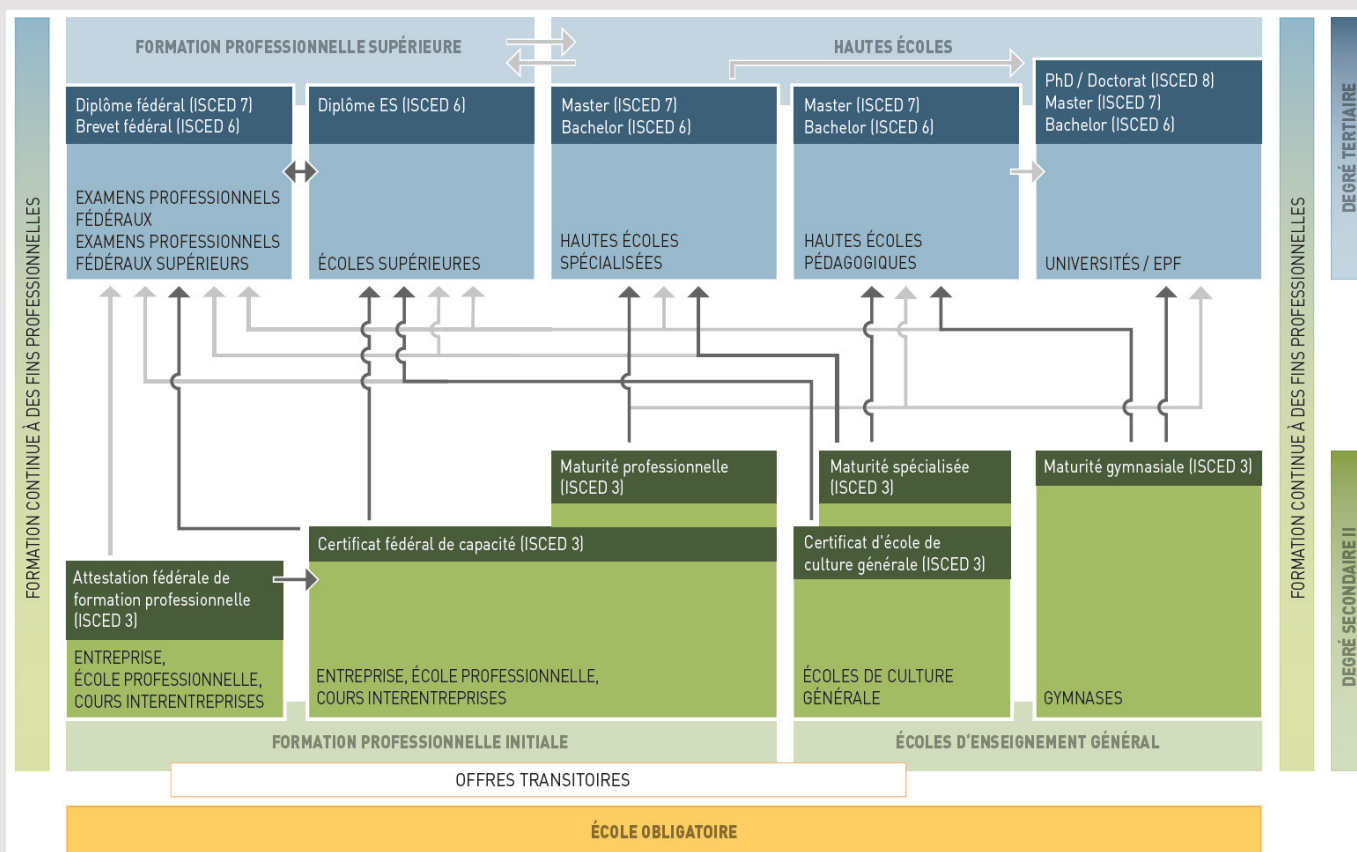 FORMATION PROFESSIONNELLE SUPÉRIEURE
HAUTES ÉCOLES
Diplôme fédéral (ISCED 7)
Brevet fédéral (ISCED 6)
EXAMENS PROFESSIONNELS
FÉDÉRAUX
EXAMENS PROFESSIONNELS
FÉDÉRAUX SUPÉRIEURS
Diplôme ES (ISCED 6)
ÉCOLES SUPÉRIEURES
Master (ISCED 7)
Bachelor (ISCED 6)
HAUTES ÉCOLES
SPÉCIALISÉES
Master (ISCED 7)
Bachelor (ISCED 6)
HAUTES ÉCOLES
PÉDAGOGIQUES
PhD / Doctorat (ISCED 8)
Master (ISCED 7)
Bachelor (ISCED 6)
UNIVERSITÉS / EPF
FORMATION CONTINUE À DES FINS PROFESSIONNELLES
FORMATION CONTINUE À DES FINS PROFESSIONNELLES
DEGRÉ TERTIAIRE
DEGRÉ SECONDAIRE II
Attestation fédérale de
formation professionnelle
(ISCED 3)
ENTREPRISE,
ÉCOLE PROFESSIONNELLE,
COURS INTERENTREPRISES
Maturité professionnelle
(ISCED 3)
Certificat fédéral de capacité (ISCED 3)
ENTREPRISE, ÉCOLE PROFESSIONNELLE,
COURS INTERENTREPRISES
Maturité spécialisée
(ISCED 3)
Certificat d'école de
culture générale (ISCED 3)
ÉCOLES DE CULTURE
GÉNÉRALE
Maturité gymnasiale (ISCED 3)
GYMNASES
FORMATION PROFESSIONNELLE INITIALE
ÉCOLES D'ENSEIGNEMENT GÉNÉRAL
OFFRES TRANSITOIRES
ÉCOLE OBLIGATOIRE